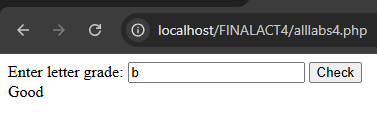 localhost/FINALACT4/alllabs4.php
Enter letter grade: b Check
Good